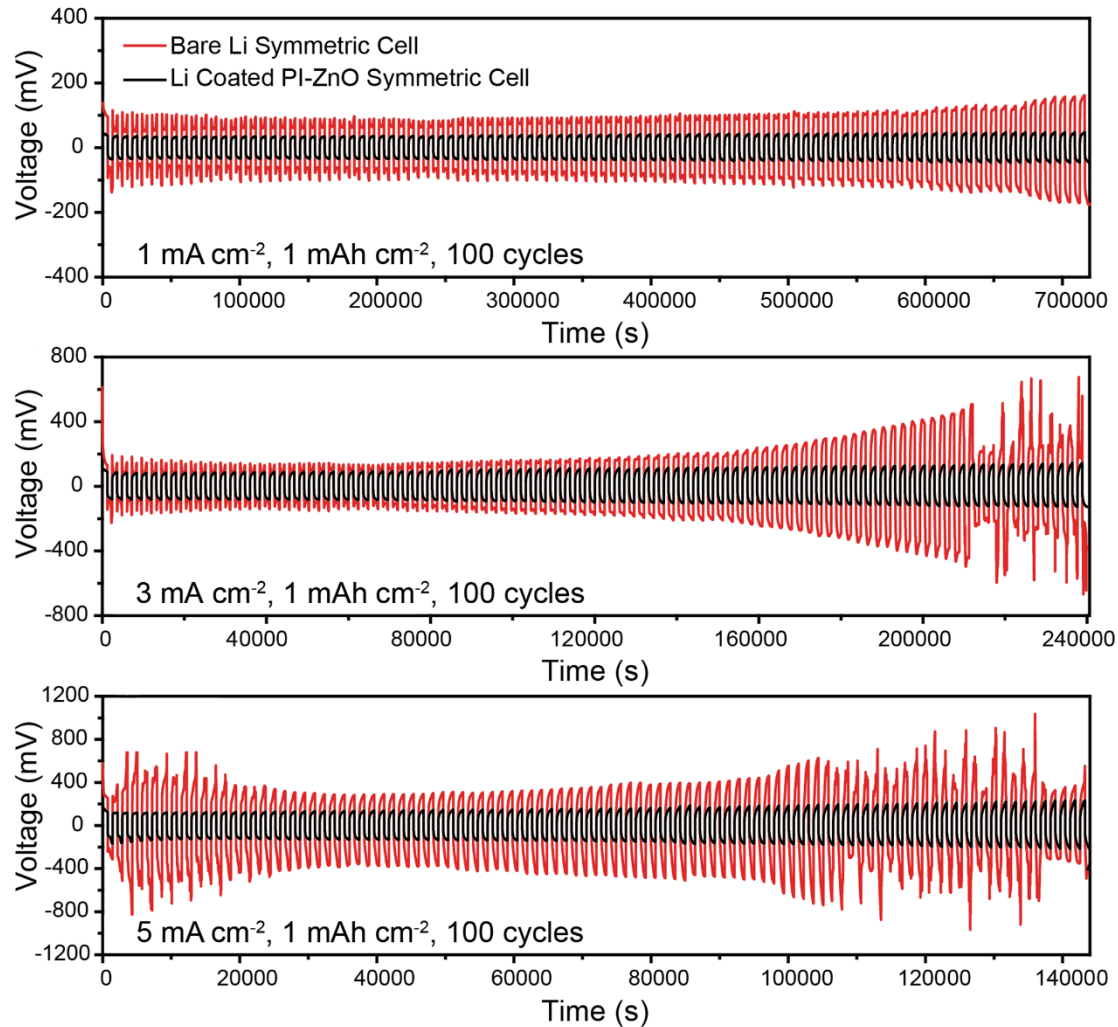 400
200
0
-200
-400
Voltage (mV)
Bare Li Symmetric Cell
Li Coated PI-ZnO Symmetric Cell
1 mA cm⁻², 1 mAh cm⁻², 100 cycles
0 100000 200000 300000 400000 500000 600000 700000
Time (s)
800
400
0
-400
-800
Voltage (mV)
3 mA cm⁻², 1 mAh cm⁻², 100 cycles
0 40000 80000 120000 160000 200000 240000
Time (s)
1200
800
400
0
-400
-800
-1200
Voltage (mV)
5 mA cm⁻², 1 mAh cm⁻², 100 cycles
0 20000 40000 60000 80000 100000 120000 140000
Time (s)